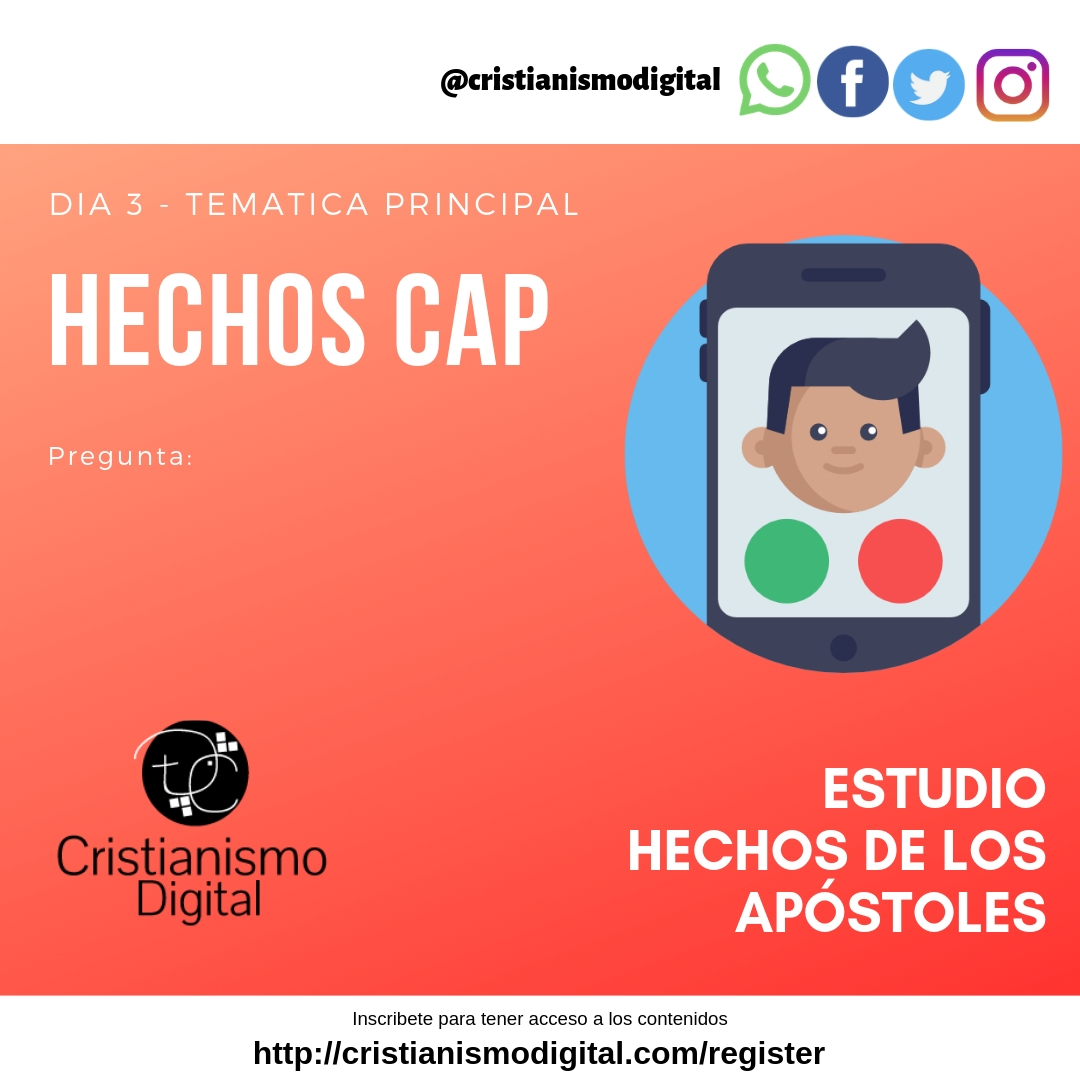 @cristianismodigital
DIA 3 - TEMATICA PRINCIPAL
HECHOS CAP
Pregunta:
Cristianismo
Digital
ESTUDIO
HECHOS DE LOS
APÓSTOLES
Inscribete para tener acceso a los contenidos
http://cristianismodigital.com/register